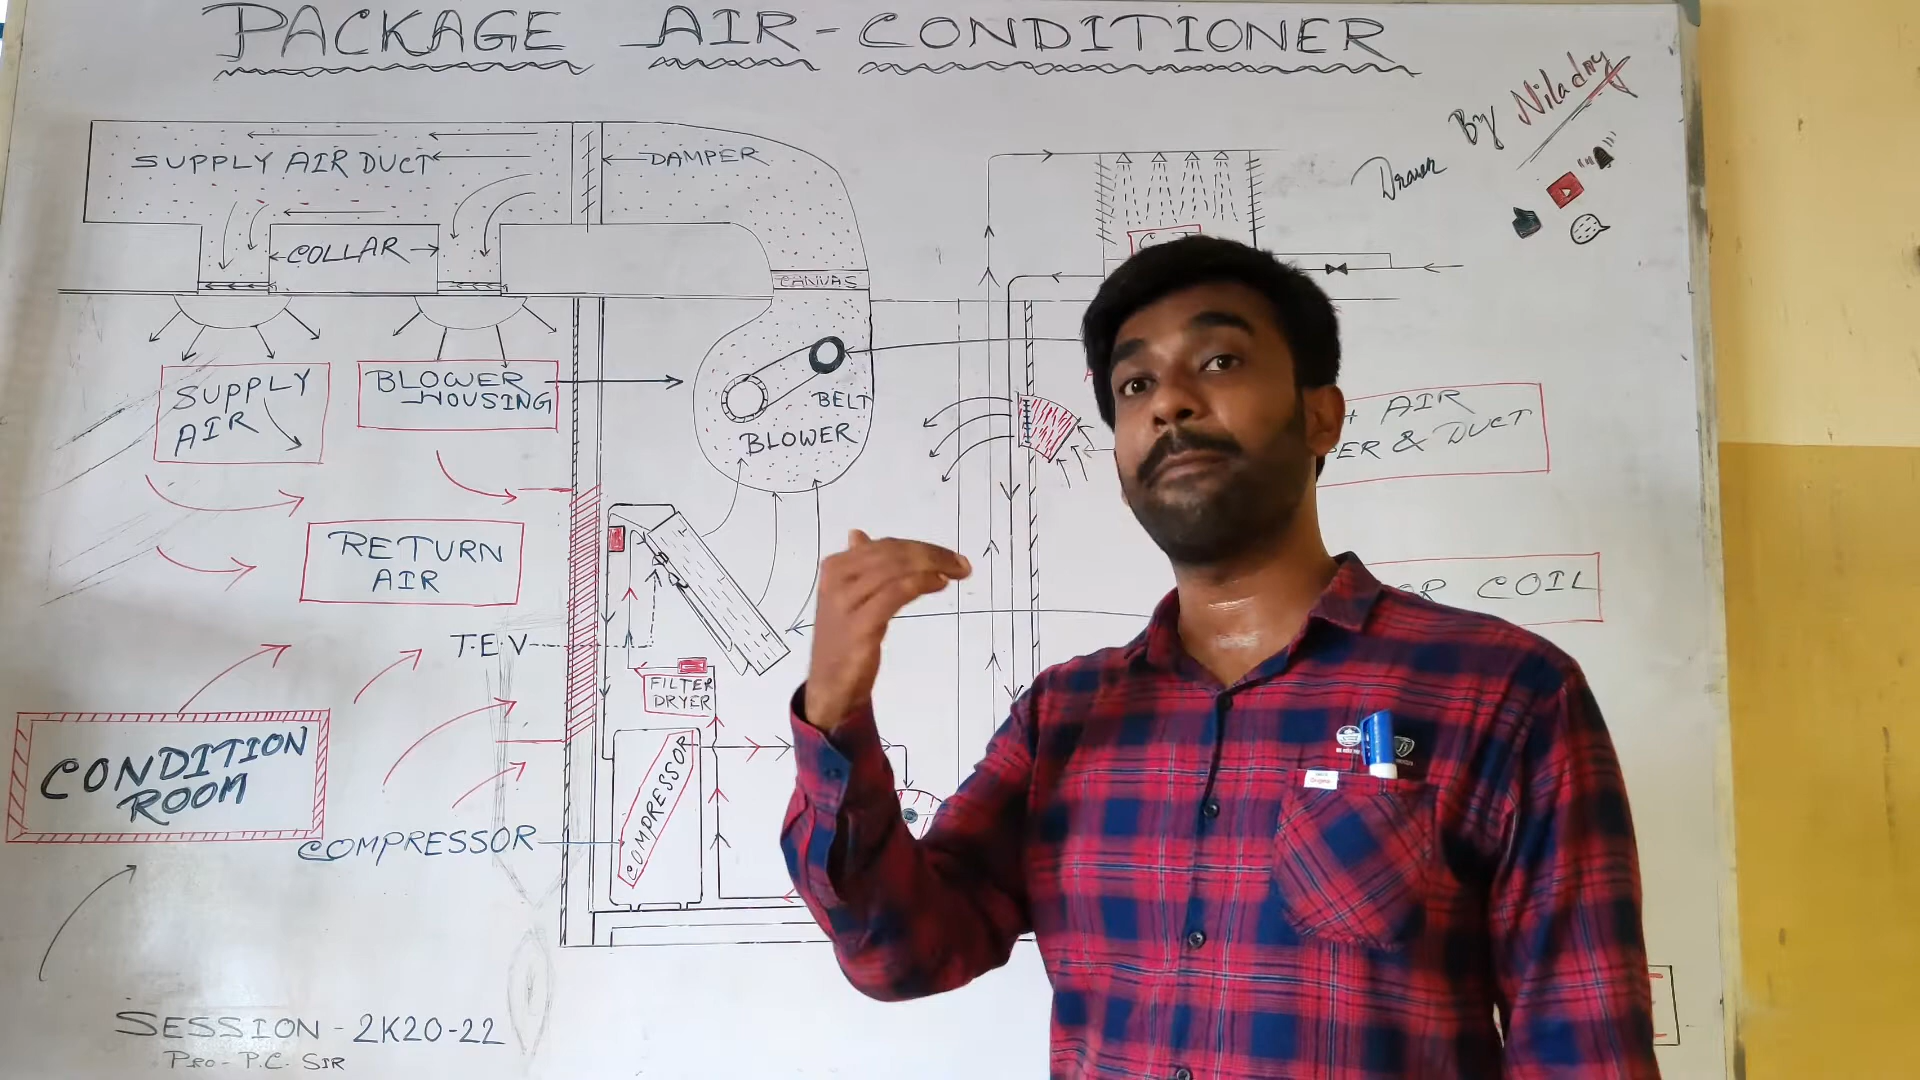 PACKAGE AIR-CONDITIONER
Drawn By Niladry
SUPPLY AIR DUCT
DAMPER
COLLAR
CANVAS
SUPPLY
AIR
BLOWER
HOUSING
BELT
BLOWER
AIR
& DUCT
RETURN
AIR
COIL
T.E.V
FILTER
DRYER
CONDITION
ROOM
COMPRESSOR
COMPRESSOR
SESSION - 2K20-22
PRO - P.C. SIR